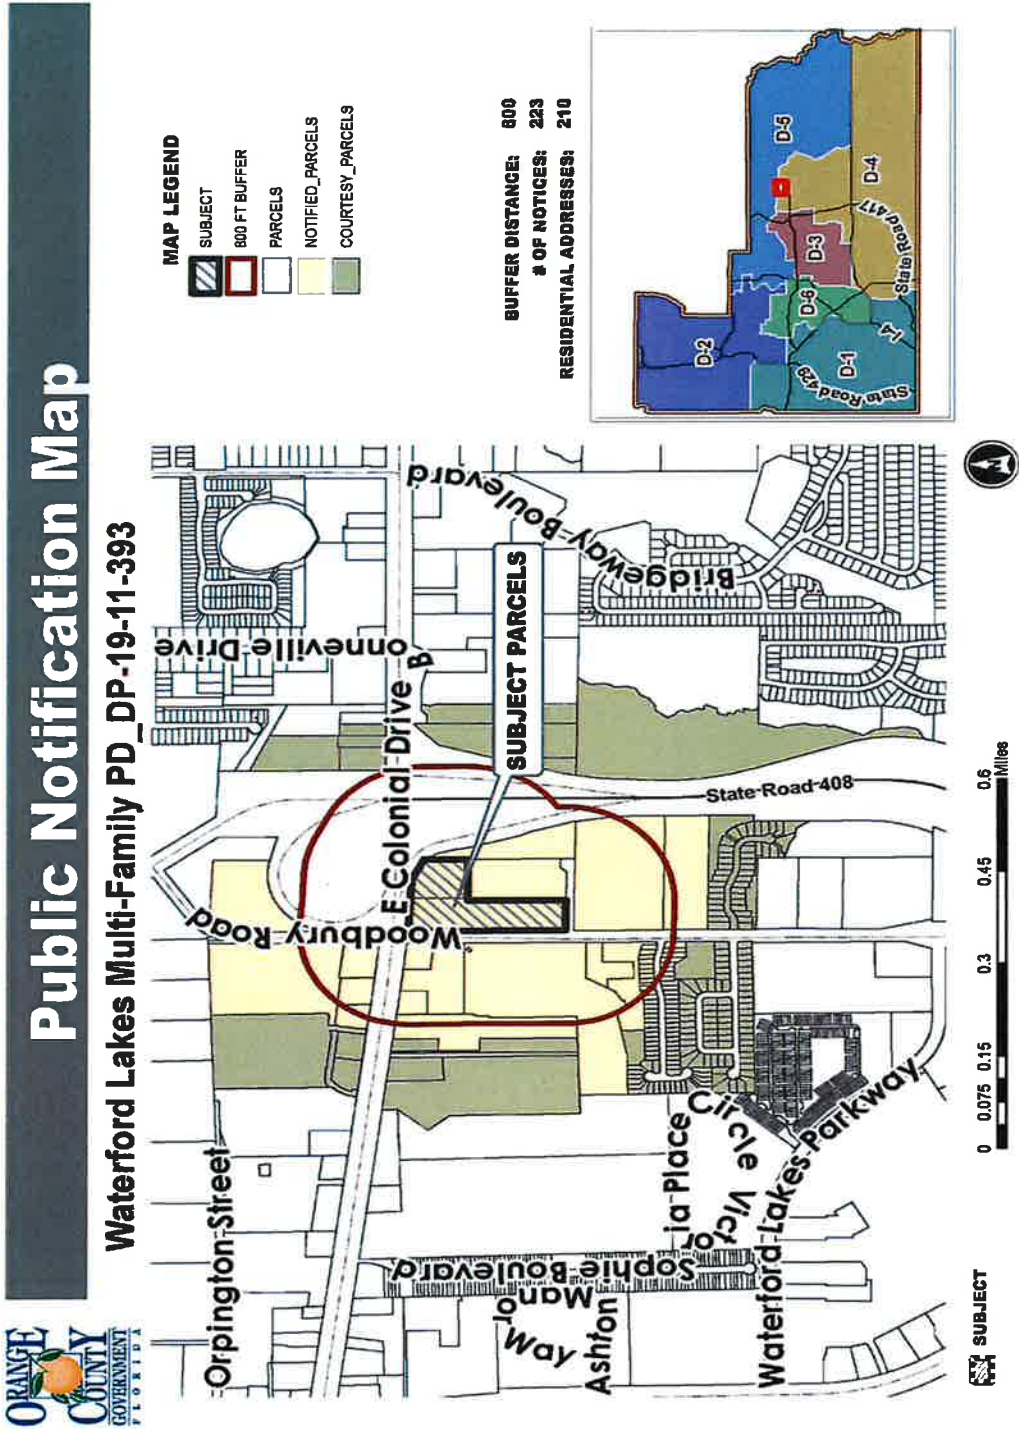 ORANGE
COUNTY
GOVERNMENT
FLORIDA
Public Notification Map
Waterford Lakes Multi-Family PD_DP-19-11-393
MAP LEGEND
SUBJECT
800 FT BUFFER
PARCELS
NOTIFIED_PARCELS
COURTESY_PARCELS
BUFFER DISTANCE: 800
# OF NOTICES: 223
RESIDENTIAL ADDRESSES: 210
Orpington-Street
Woodbury Road
E Colonial Drive
Bonneville Drive
Bridgeway Boulevard
SUBJECT PARCELS
State-Road-408
Sophie Boulevard
Man
or
Way
Ashton
Victoria Place
Circle
Waterford-Lakes-Parkway
D-2
D-5
D-6
D-3
D-1
D-4
State Road 429
I-4
State Road 417
SUBJECT
0 0.075 0.15 0.3 0.45 0.6
Miles